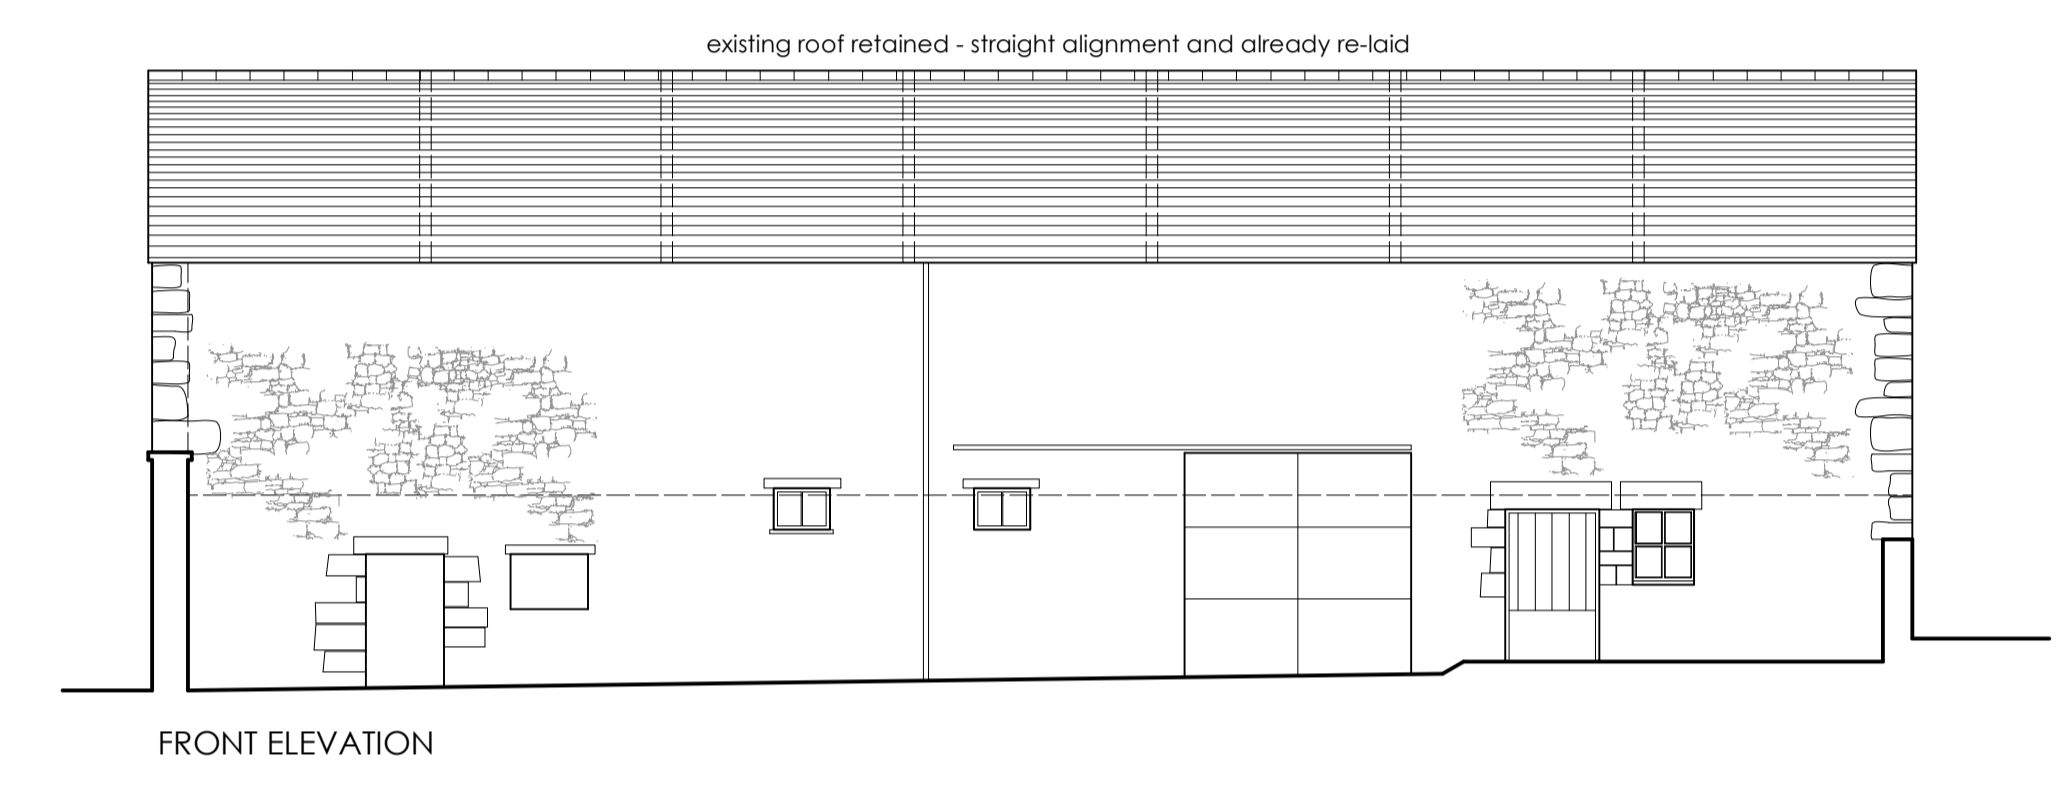 existing roof retained - straight alignment and already re-laid
FRONT ELEVATION